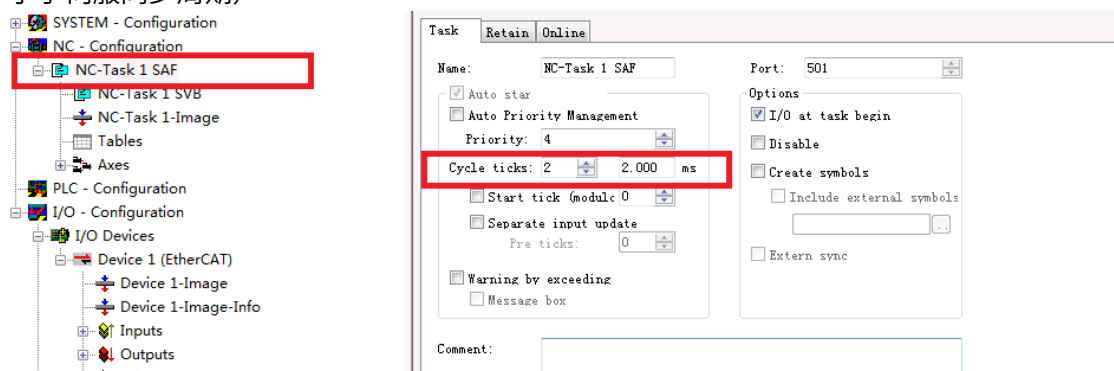 SYSTEM - Configuration
NC - Configuration
NC-Task 1 SAF
NC-Task 1 SVB
NC-Task 1-Image
Tables
Axes
PLC - Configuration
I/O - Configuration
I/O Devices
Device 1 (EtherCAT)
Device 1-Image
Device 1-Image-Info
Inputs
Outputs
Task Retain Online
Name: NC-Task 1 SAF Port: 501
Auto star
Auto Priority Management
Priority: 4
Cycle ticks: 2 2.000 ms
Start tick (modulo 0
Separate input update
Pre ticks: 0
Warning by exceeding
Message box
Options
I/O at task begin
Disable
Create symbols
Include external symbols
..
Extern sync
Comment: